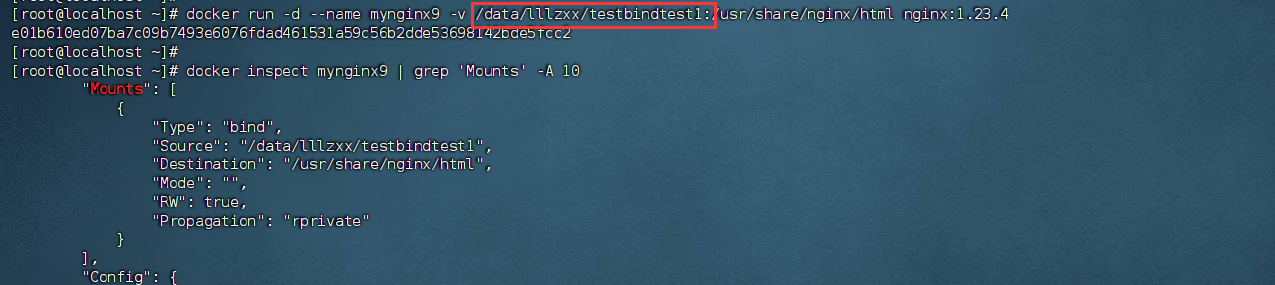 [root@localhost ~]# docker run -d --name mynginx9 -v /data/lllzxx/testbindtest1:/usr/share/nginx/html nginx:1.23.4
e01b610ed07ba7c09b7493e6076fdad461531a59c56b2dde53698142bde5fcc2
[root@localhost ~]#
[root@localhost ~]# docker inspect mynginx9 | grep 'Mounts' -A 10
"Mounts": [
{
"Type": "bind",
"Source": "/data/lllzxx/testbindtest1",
"Destination": "/usr/share/nginx/html",
"Mode": "",
"RW": true,
"Propagation": "rprivate"
}
],
"Config": {